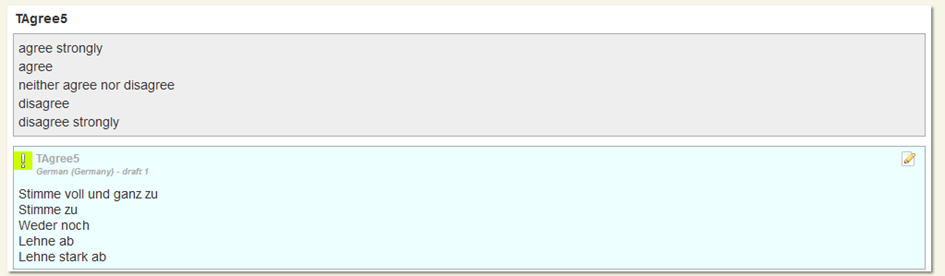 TAgree5
agree strongly
agree
neither agree nor disagree
disagree
disagree strongly
!
TAgree5
German (Germany) - draft 1
Stimme voll und ganz zu
Stimme zu
Weder noch
Lehne ab
Lehne stark ab